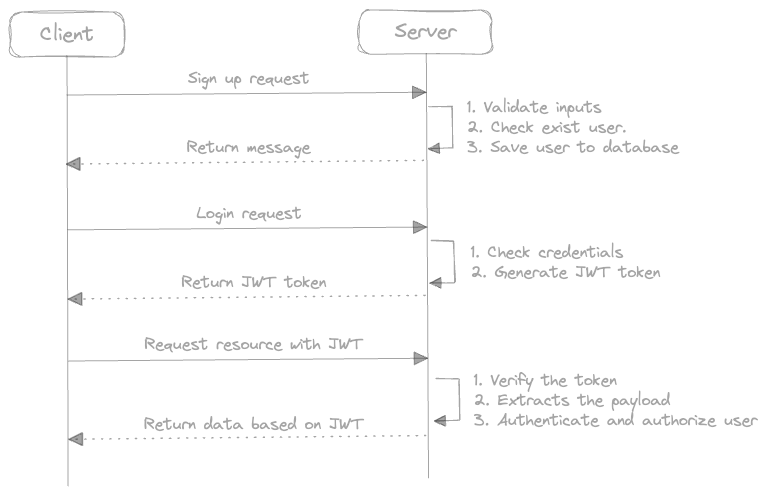 Client
Server
Sign up request
1. Validate inputs
2. Check exist user.
3. Save user to database
Return message
Login request
1. Check credentials
2. Generate JWT token
Return JWT token
Request resource with JWT
1. Verify the token
2. Extracts the payload
3. Authenticate and authorize user
Return data based on JWT